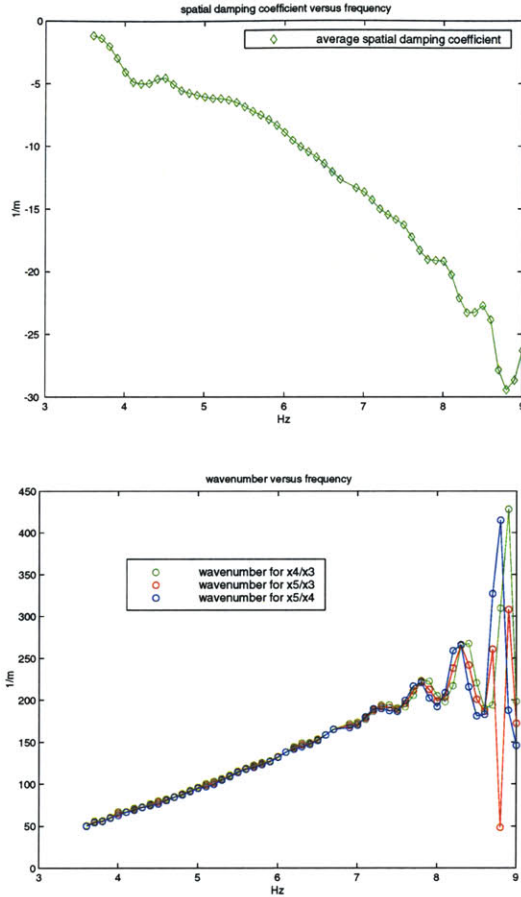 spatial damping coefficient versus frequency
0
average spatial damping coefficient
-5
-10
1/m
-15
-20
-25
-30
3 4 5 6 7 8 9
Hz
wavenumber versus frequency
450
400
wavenumber for x4/x3
wavenumber for x5/x3
wavenumber for x5/x4
350
300
250
1/m
200
150
100
50
0
3 4 5 6 7 8 9
Hz